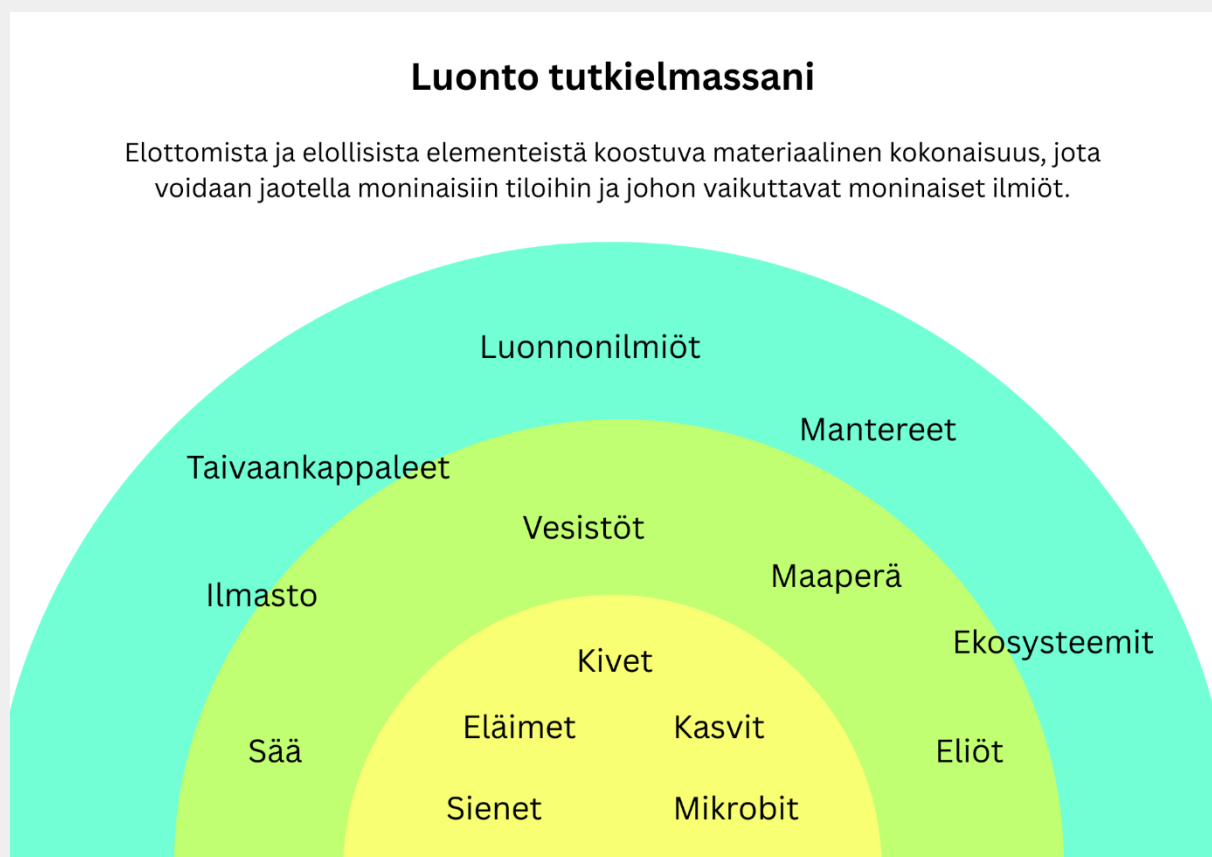 Luonto tutkielmassani
Elottomista ja elollisista elementeistä koostuva materiaalinen kokonaisuus, jota
voidaan jaotella moninaisiin tiloihin ja johon vaikuttavat moninaiset ilmiöt.
Luonnonilmiöt
Mantereet
Taivaankappaleet
Vesistöt
Maaperä
Ilmasto
Ekosysteemit
Kivet
Eläimet
Kasvit
Sää
Eliöt
Sienet
Mikrobit